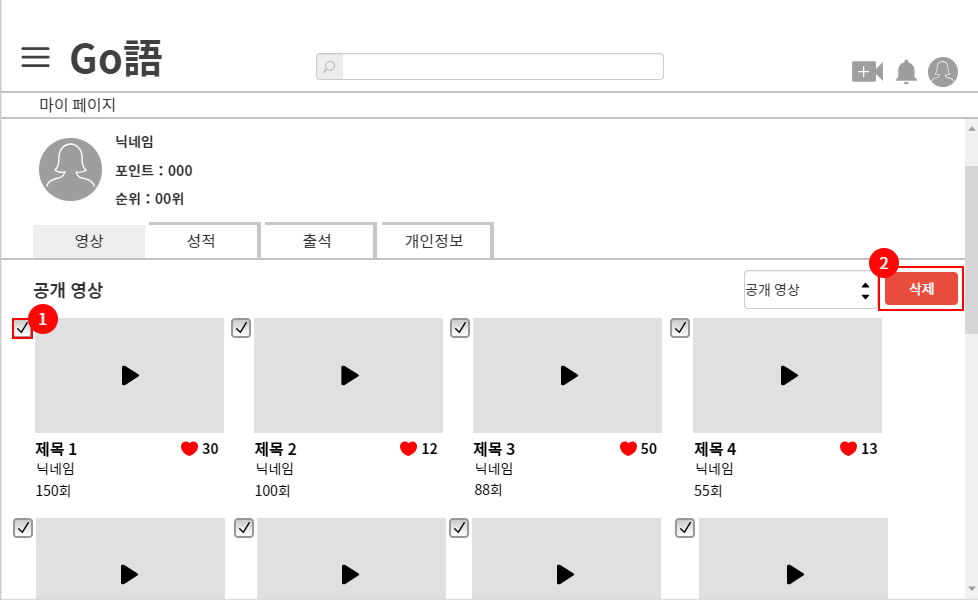 Go語
마이 페이지
닉네임
포인트 : 000
순위 : 00위
영상 성적 출석 개인정보
2
공개 영상 공개 영상 삭제
1
제목 1 30 제목 2 12 제목 3 50 제목 4 13
닉네임 닉네임 닉네임 닉네임
150회 100회 88회 55회